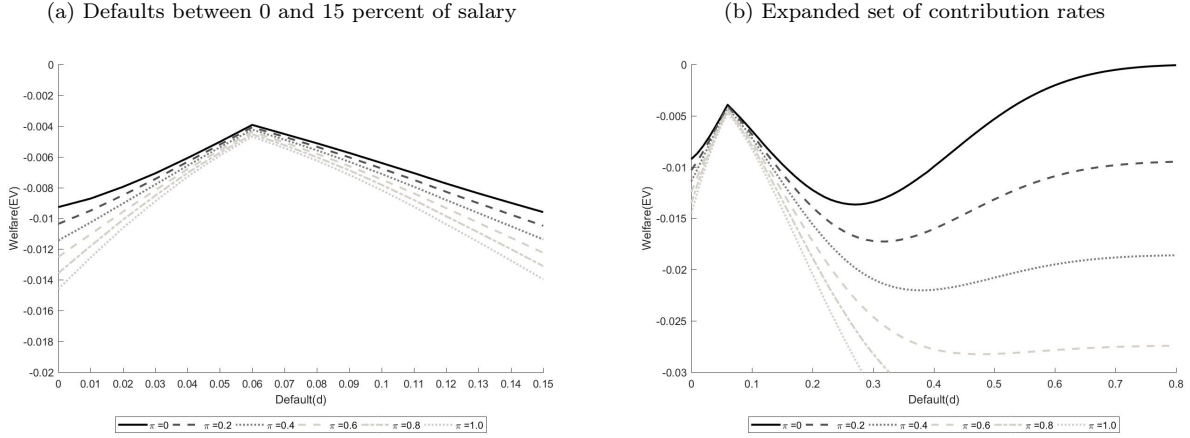 (a) Defaults between 0 and 15 percent of salary
(b) Expanded set of contribution rates
0
-0.002
-0.004
-0.006
-0.008
-0.01
-0.012
-0.014
-0.016
-0.018
-0.02
Welfare(EV)
0 0.01 0.02 0.03 0.04 0.05 0.06 0.07 0.08 0.09 0.1 0.11 0.12 0.13 0.14 0.15
Default(d)
π =0 π =0.2 π =0.4 π =0.6 π =0.8 π =1.0
0
-0.005
-0.01
-0.015
-0.02
-0.025
-0.03
Welfare(EV)
0 0.1 0.2 0.3 0.4 0.5 0.6 0.7 0.8
Default(d)
π =0 π =0.2 π =0.4 π =0.6 π =0.8 π =1.0